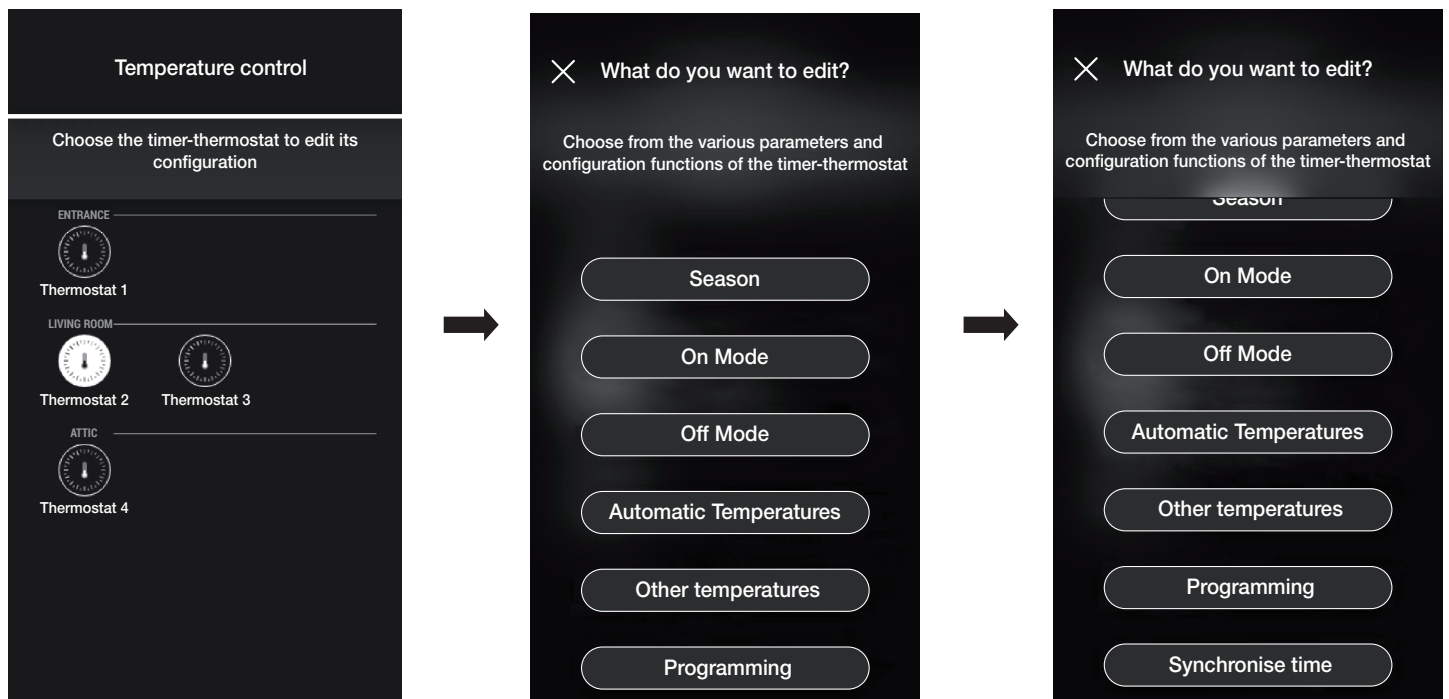 Temperature control
Choose the timer-thermostat to edit its
configuration
ENTRANCE
Thermostat 1
LIVING ROOM
Thermostat 2 Thermostat 3
ATTIC
Thermostat 4
What do you want to edit?
Choose from the various parameters and
configuration functions of the timer-thermostat
Season
On Mode
Off Mode
Automatic Temperatures
Other temperatures
Programming
What do you want to edit?
Choose from the various parameters and
configuration functions of the timer-thermostat
Season
On Mode
Off Mode
Automatic Temperatures
Other temperatures
Programming
Synchronise time